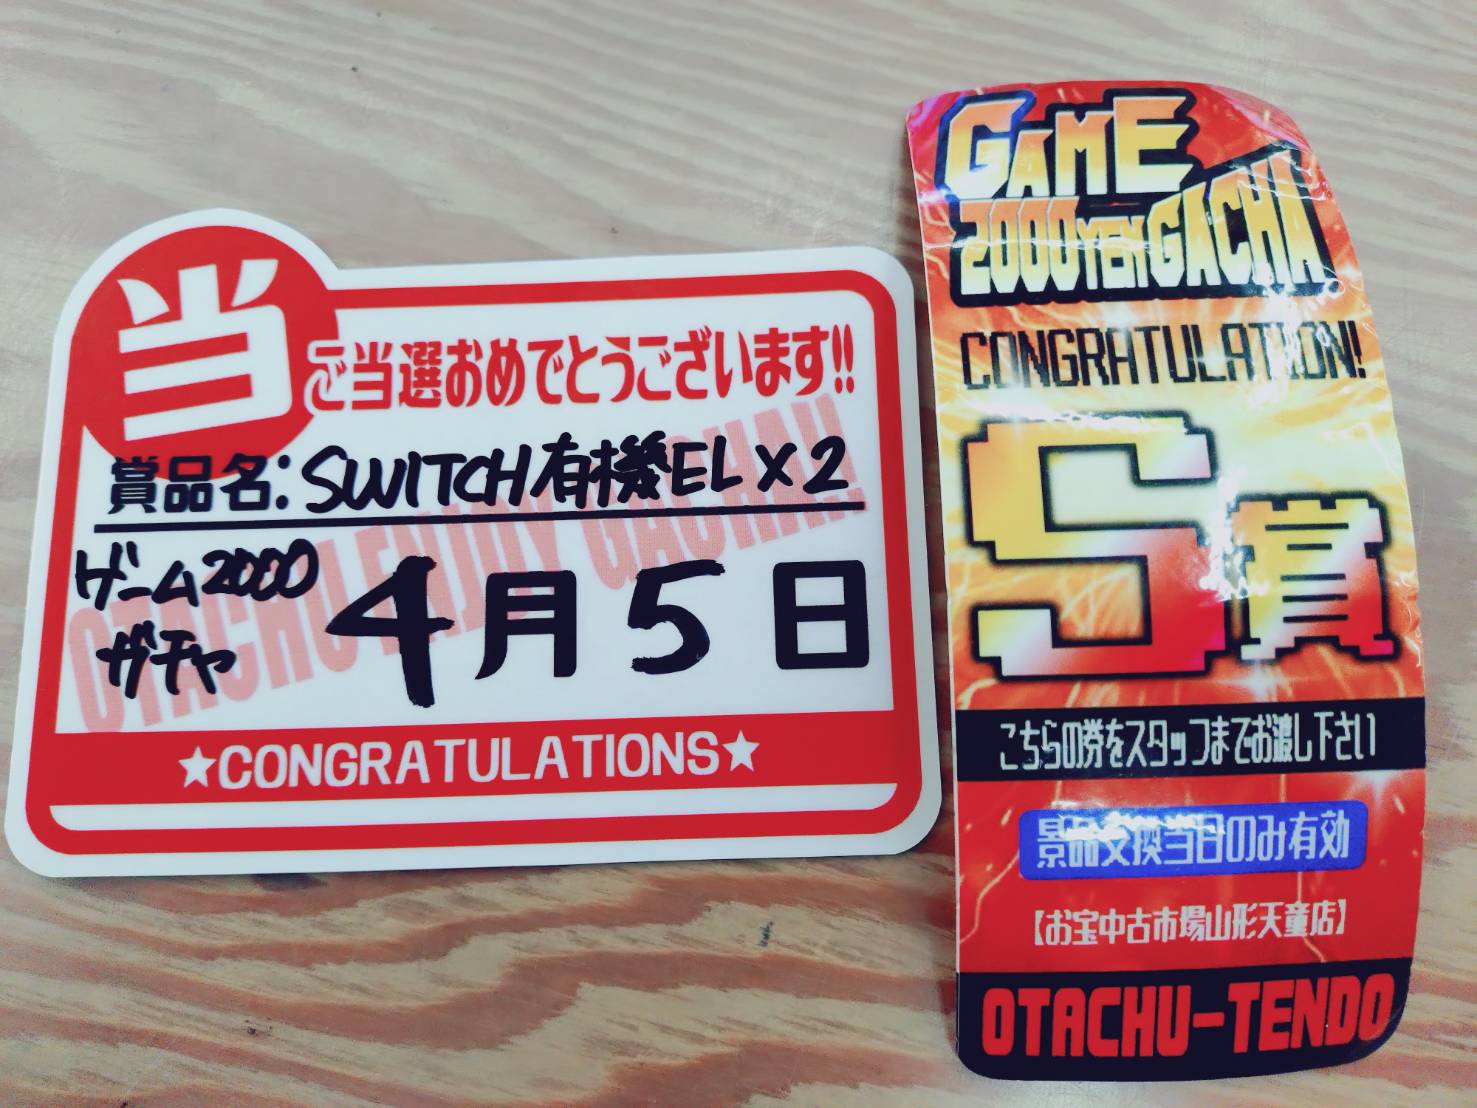 当
ご当選おめでとうございます!!
賞品名:SWITCH有機EL×2
ゲーム2000
ガチャ
4月5日
OTACHU ENJOY GACHA!!
★CONGRATULATIONS★
GAME
2000YEN GACHA
CONGRATULATION!
S賞
こちらの券をスタッフまでお渡し下さい
景品交換当日のみ有効
【お宝中古市場山形天童店】
OTACHU-TENDO